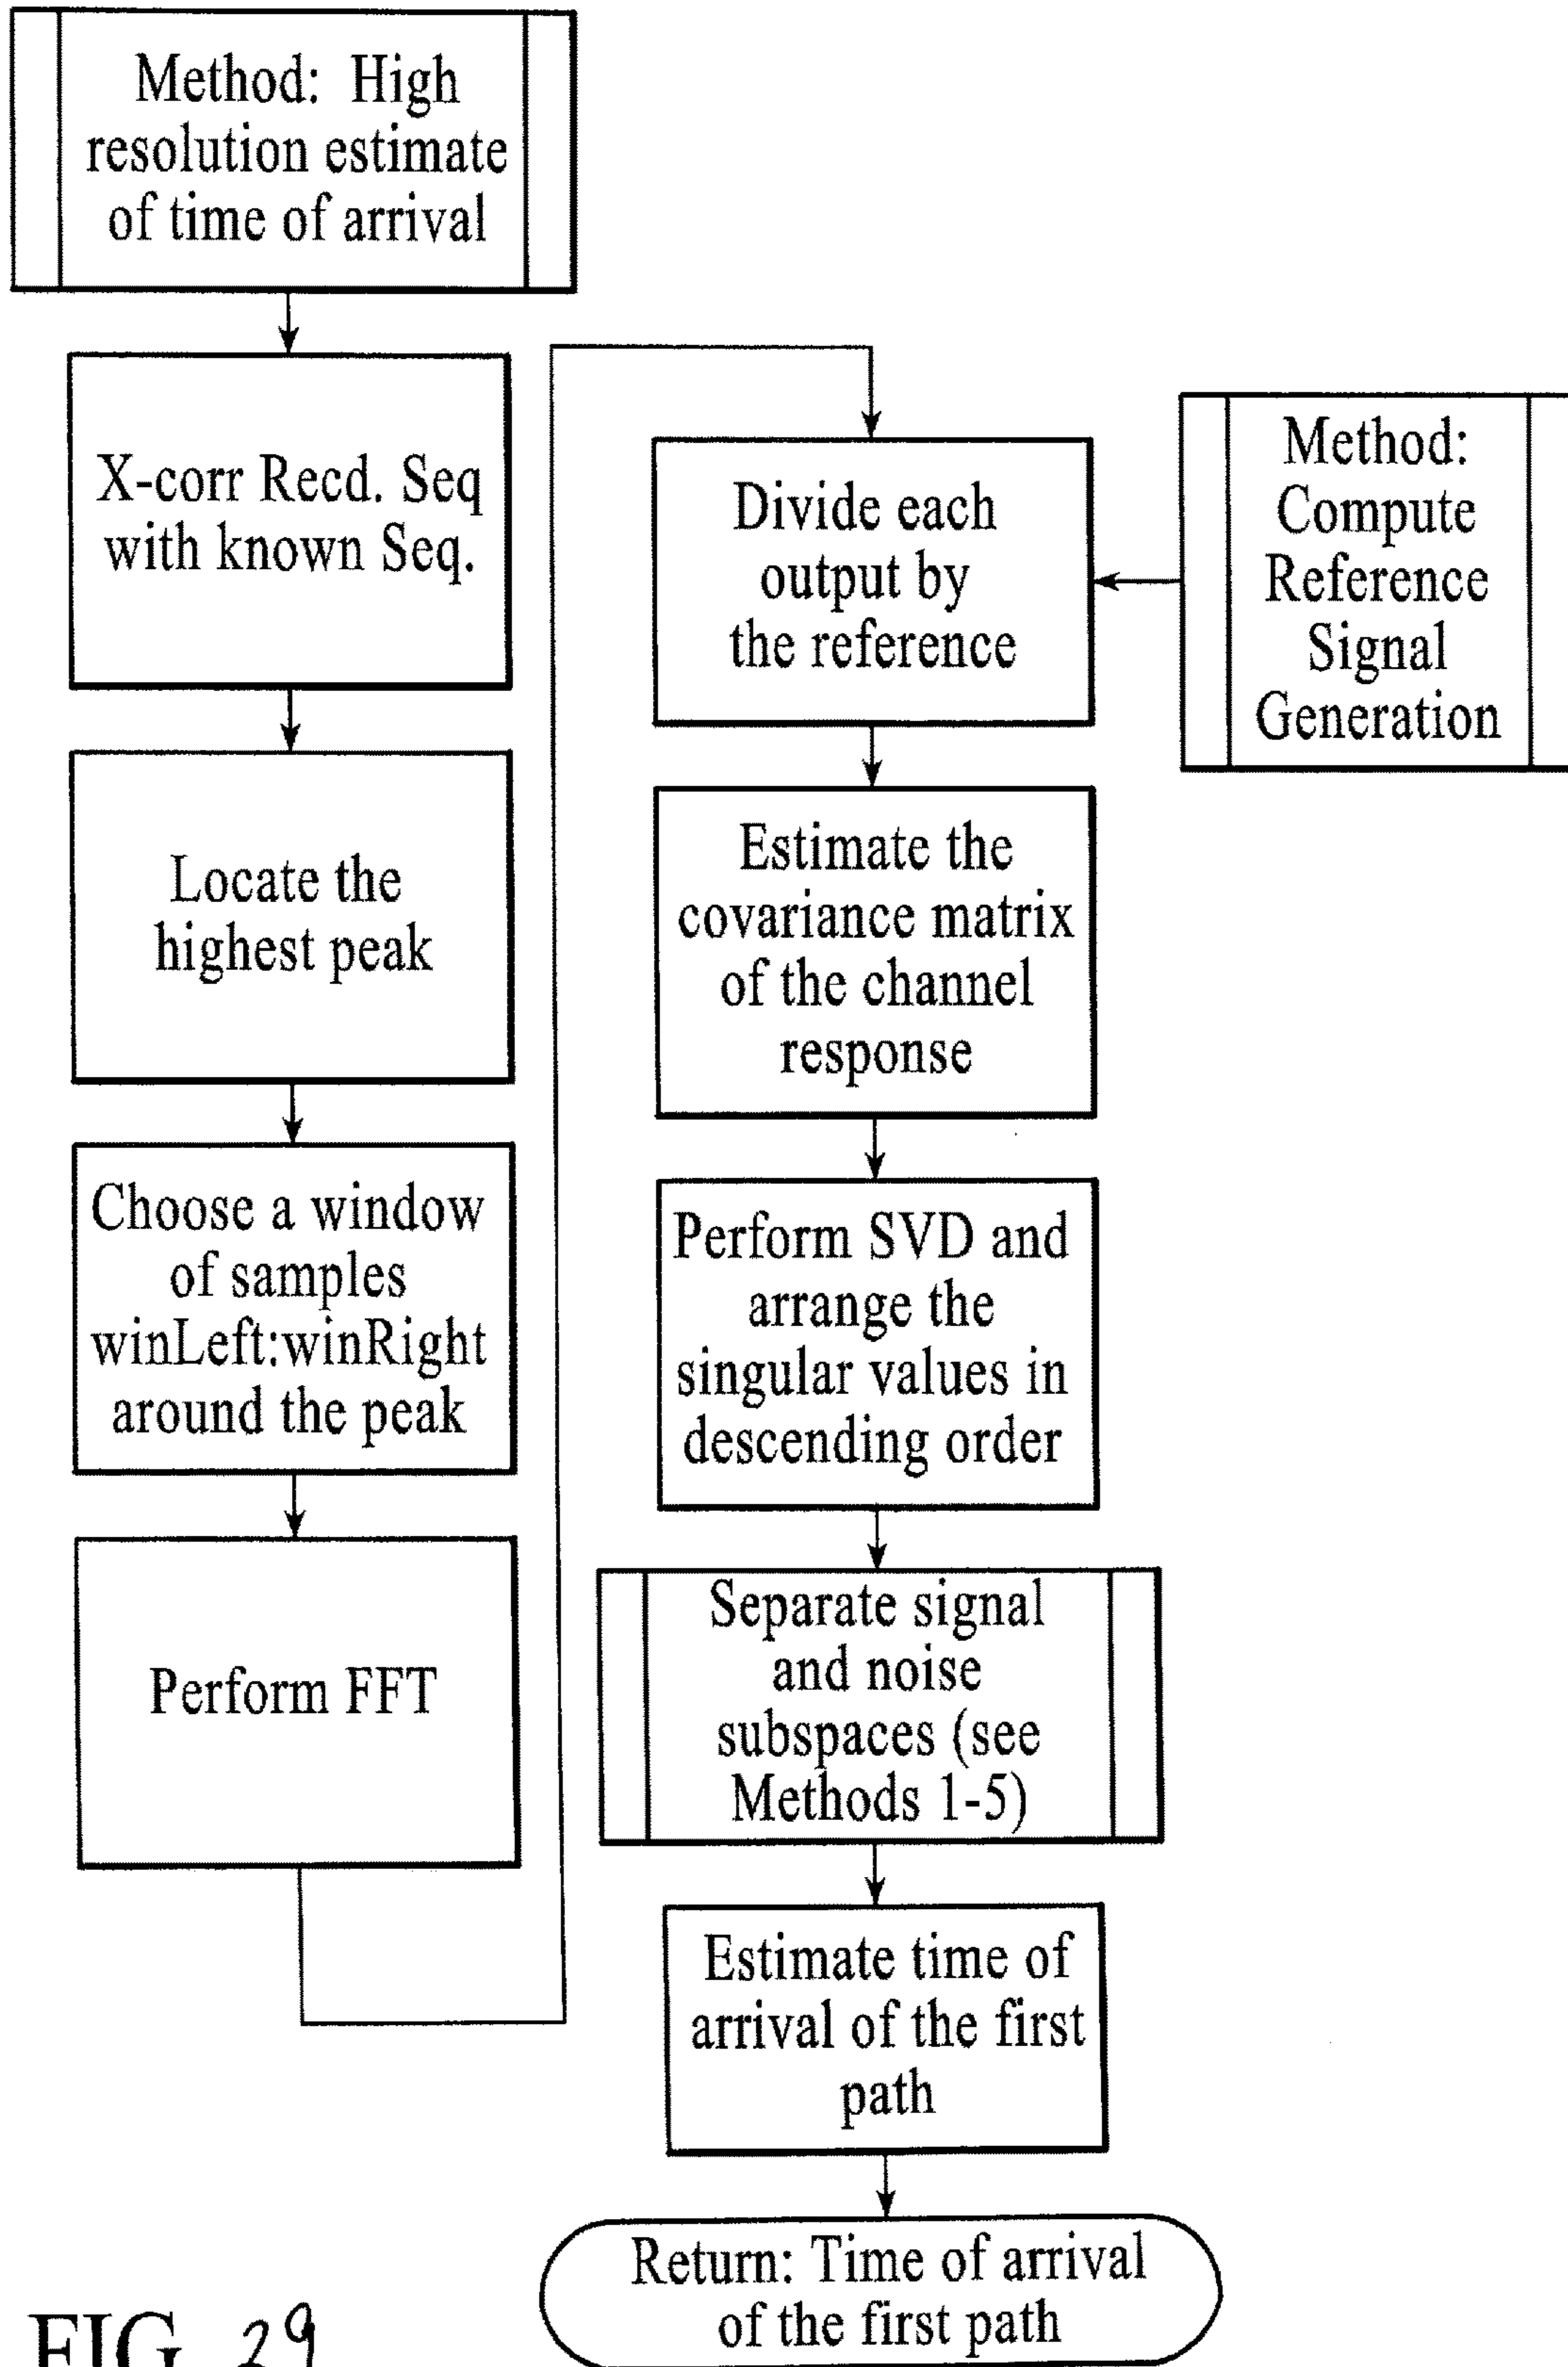 Method: High
resolution estimate
of time of arrival
X-corr Recd. Seq
with known Seq.
Locate the
highest peak
Choose a window
of samples
winLeft:winRight
around the peak
Perform FFT
Divide each
output by
the reference
Method:
Compute
Reference
Signal
Generation
Estimate the
covariance matrix
of the channel
response
Perform SVD and
arrange the
singular values in
descending order
Separate signal
and noise
subspaces (see
Methods 1-5)
Estimate time of
arrival of the first
path
Return: Time of arrival
of the first path
FIG. 29